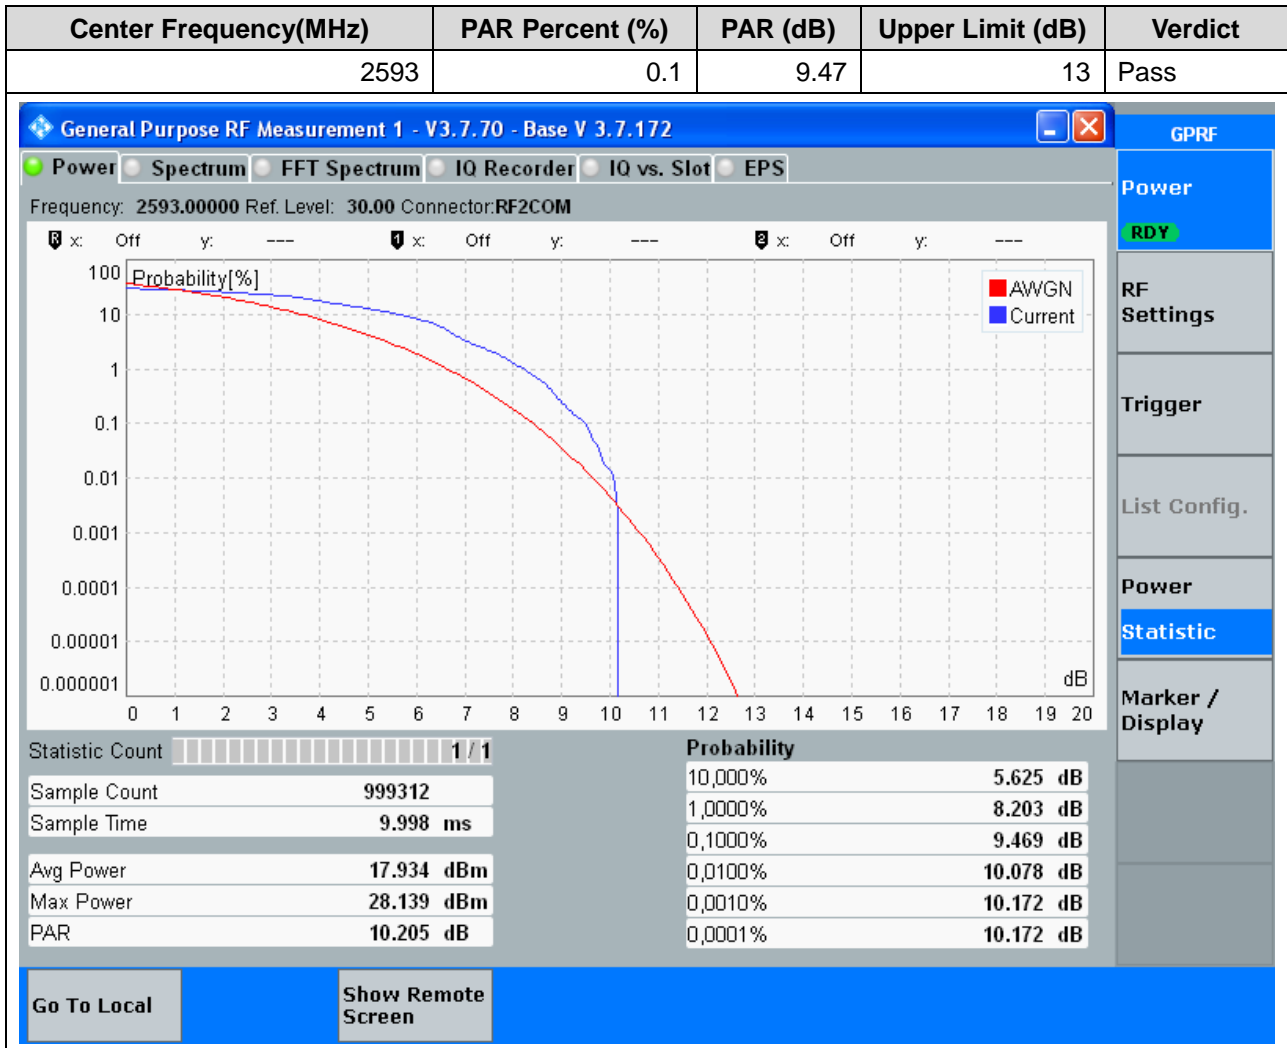 Center Frequency(MHz) PAR Percent (%) PAR (dB) Upper Limit (dB) Verdict
2593 0.1 9.47 13 Pass
General Purpose RF Measurement 1 - V3.7.70 - Base V 3.7.172
GPRF
Power Spectrum FFT Spectrum IQ Recorder IQ vs. Slot EPS
Power
RDY
Frequency: 2593.00000 Ref. Level: 30.00 Connector:RF2COM
R x: Off y: --- 1 x: Off y: --- 2 x: Off y: ---
Probability[%]
100
10
1
0.1
0.01
0.001
0.0001
0.00001
0.000001
AWGN
Current
dB
0 1 2 3 4 5 6 7 8 9 10 11 12 13 14 15 16 17 18 19 20
RF
Settings
Trigger
List Config.
Power
Statistic
Marker /
Display
Statistic Count 1 / 1
Sample Count 999312
Sample Time 9.998 ms
Avg Power 17.934 dBm
Max Power 28.139 dBm
PAR 10.205 dB
Probability
10,000% 5.625 dB
1,0000% 8.203 dB
0,1000% 9.469 dB
0,0100% 10.078 dB
0,0010% 10.172 dB
0,0001% 10.172 dB
Go To Local
Show Remote
Screen